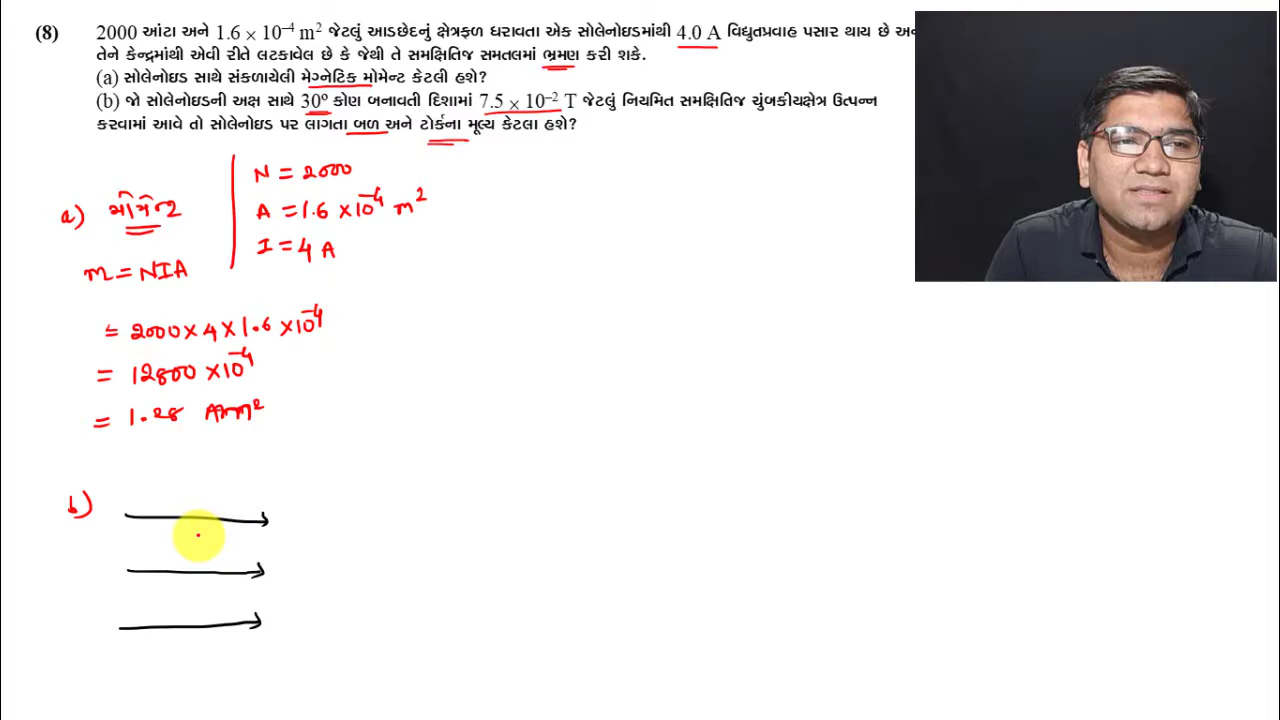 (8) 2000 આંટા અને 1.6 × 10⁻⁴ m² જેટલું આડછેદનું ક્ષેત્રફળ ધરાવતા એક સોલેનોઇડમાંથી 4.0 A વિદ્યુતપ્રવાહ પસાર થાય છે અન
તેને કેન્દ્રમાંથી એવી રીતે લટકાવેલ છે કે જેથી તે સમક્ષિતિજ સમતલમાં ભ્રમણ કરી શકે.
(a) સોલેનોઇડ સાથે સંકળાયેલી મેગ્નેટિક મોમેન્ટ કેટલી હશે?
(b) જો સોલેનોઇડની અક્ષ સાથે 30° કોણ બનાવતી દિશામાં 7.5 × 10⁻² T જેટલું નિયમિત સમક્ષિતિજ ચુંબકીયક્ષેત્ર ઉત્પન્ન
કરવામાં આવે તો સોલેનોઇડ પર લાગતા બળ અને ટોર્કના મૂલ્ય કેટલા હશે?
N = 2000
a)
A = 1.6 × 10⁻⁴ m²
I = 4 A
m = NIA
= 2000 × 4 × 1.6 × 10⁻⁴
= 12800 × 10⁻⁴
= 1.28 Am²
b)